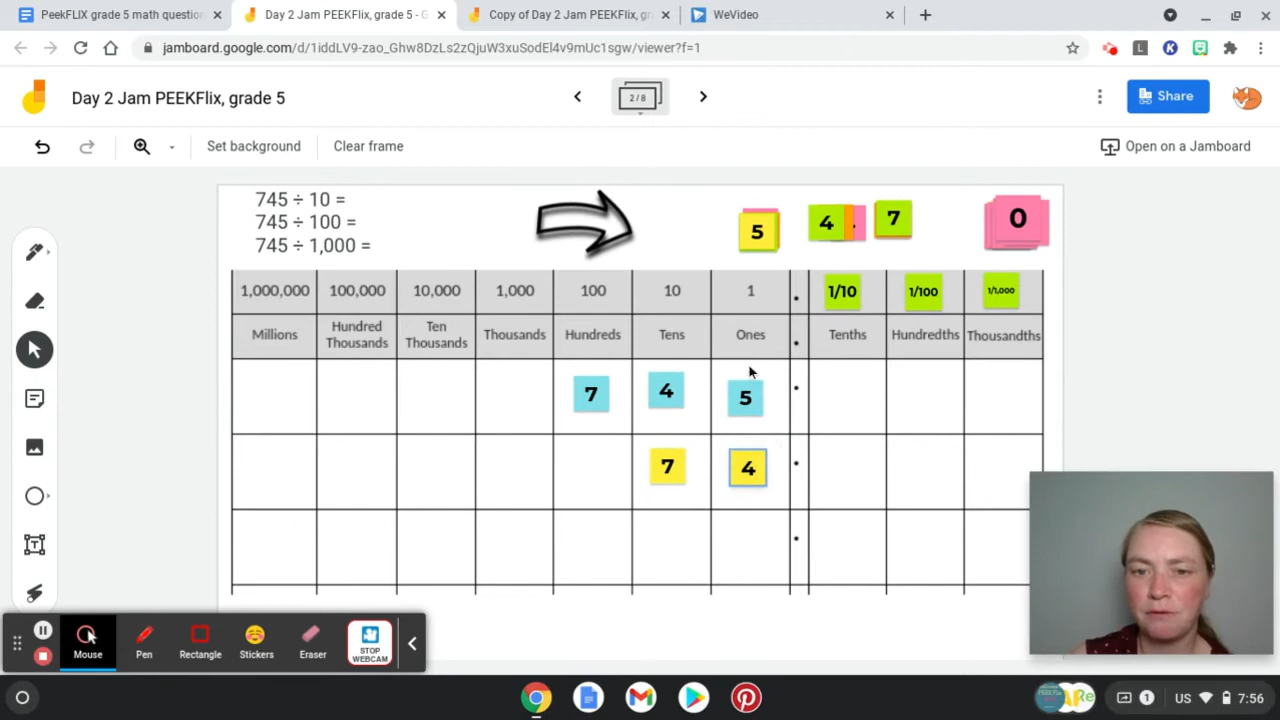 PeekFLIX grade 5 math question
Day 2 Jam PEEKFlix, grade 5 - G
Copy of Day 2 Jam PEEKFlix, gra
WeVideo
jamboard.google.com/d/1iddLV9-zao_Ghw8DzLs2zQjuW3xuSodEl4v9mUc1sgw/viewer?f=1
Day 2 Jam PEEKFlix, grade 5
2/8
Share
Set background
Clear frame
Open on a Jamboard
745 ÷ 10 =
745 ÷ 100 =
745 ÷ 1,000 =
5 4 . 7 0
1,000,000 100,000 10,000 1,000 100 10 1 . 1/10 1/100 1/1,000
Millions Hundred Thousands Ten Thousands Thousands Hundreds Tens Ones . Tenths Hundredths Thousandths
7 4 5 .
7 4 .
.
Mouse Pen Rectangle Stickers Eraser STOP WEBCAM
1 US 7:56